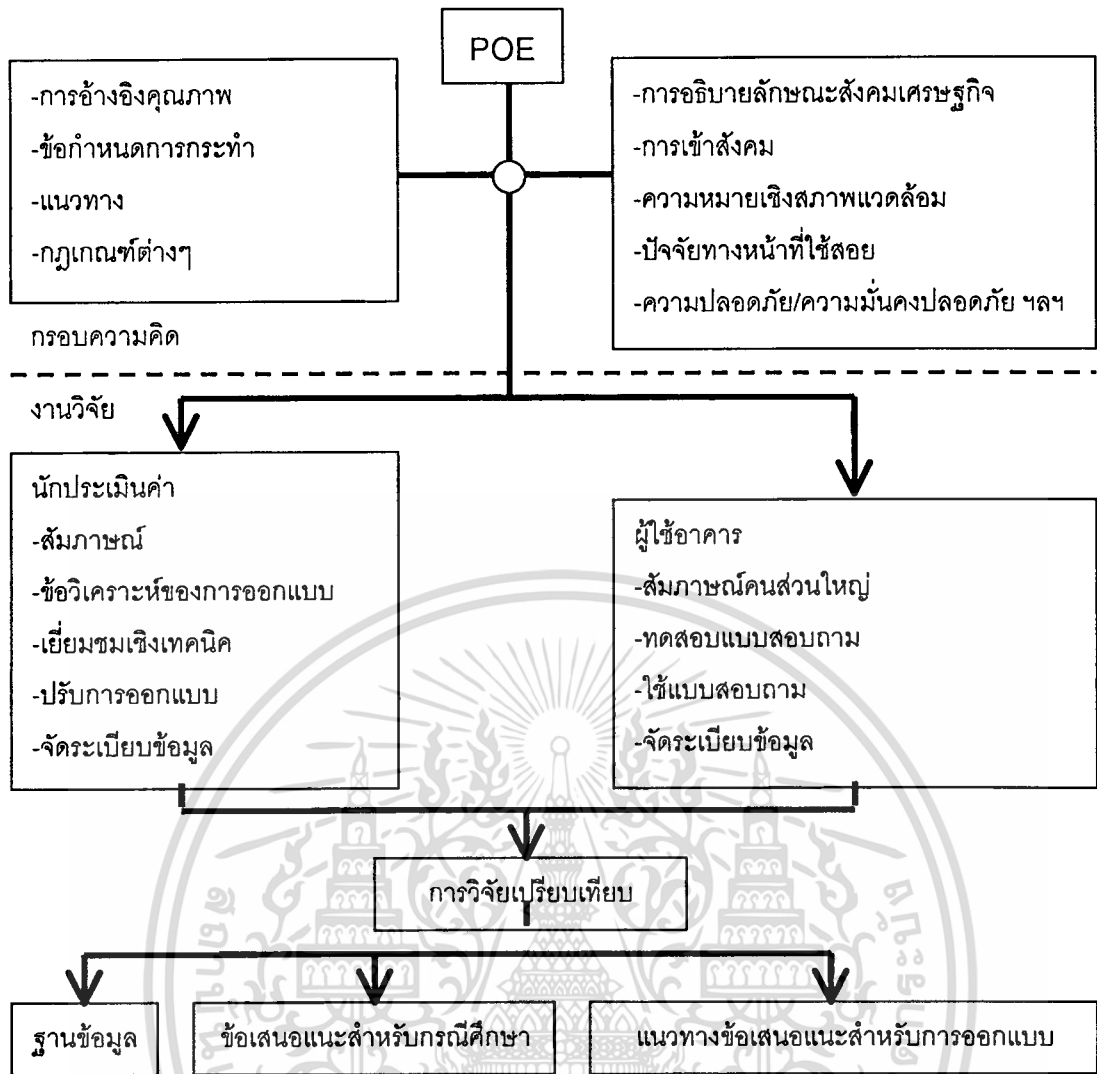 POE
-การอ้างอิงคุณภาพ
-ข้อกำหนดการกระทำ
-แนวทาง
-กฎเกณฑ์ต่างๆ
-การอธิบายลักษณะสังคมเศรษฐกิจ
-การเข้าสังคม
-ความหมายเชิงสภาพแวดล้อม
-ปัจจัยทางหน้าที่ใช้สอย
-ความปลอดภัย/ความมั่นคงปลอดภัย ฯลฯ
กรอบความคิด
งานวิจัย
นักประเมินค่า
-สัมภาษณ์
-ข้อวิเคราะห์ของการออกแบบ
-เยี่ยมชมเชิงเทคนิค
-ปรับการออกแบบ
-จัดระเบียบข้อมูล
ผู้ใช้อาคาร
-สัมภาษณ์คนส่วนใหญ่
-ทดสอบแบบสอบถาม
-ใช้แบบสอบถาม
-จัดระเบียบข้อมูล
การวิจัยเปรียบเทียบ
ฐานข้อมูล
ข้อเสนอแนะสำหรับกรณีศึกษา
แนวทางข้อเสนอแนะสำหรับการออกแบบ